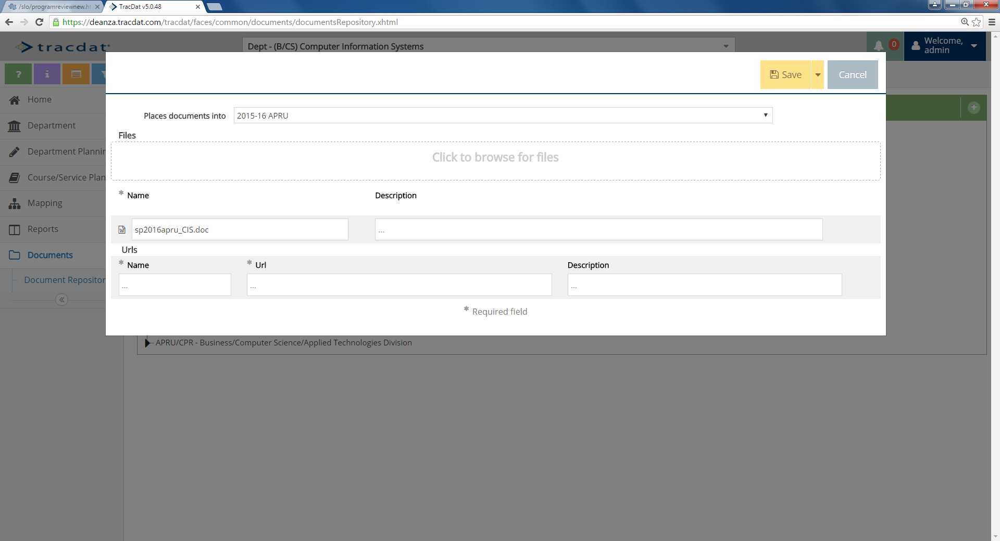 /slo/programreviewnew.ht
TracDat v5.0.48
https://deanza.tracdat.com/tracdat/faces/common/documents/documentsRepository.xhtml
tracdat
Dept - (B/CS) Computer Information Systems
0
Welcome,
admin
?
i
Save
Cancel
Home
Department
Department Plannin
Course/Service Plan
Mapping
Reports
Documents
Document Repositor
Places documents into
2015-16 APRU
Files
Click to browse for files
* Name
Description
sp2016apru_CIS.doc
...
Urls
* Name
* Url
Description
...
...
...
* Required field
APRU/CPR - Business/Computer Science/Applied Technologies Division